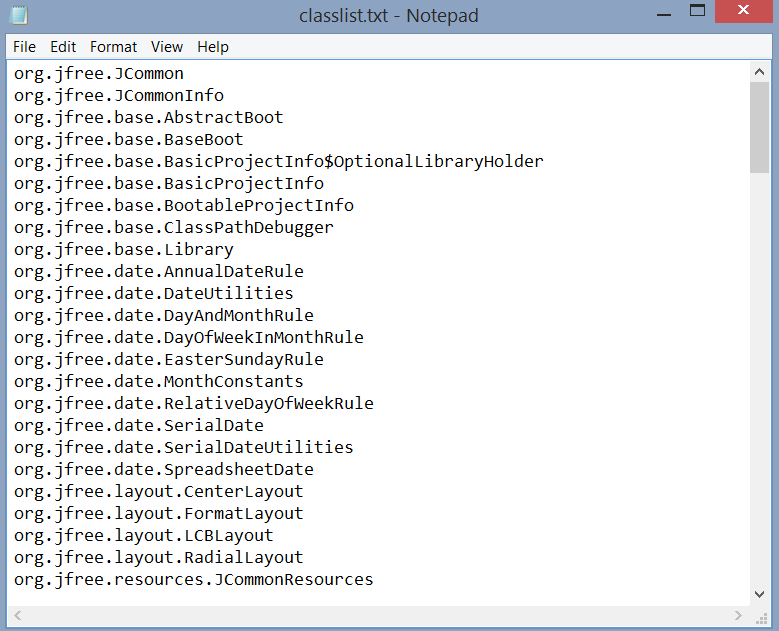 classlist.txt - Notepad
File Edit Format View Help
org.jfree.JCommon
org.jfree.JCommonInfo
org.jfree.base.AbstractBoot
org.jfree.base.BaseBoot
org.jfree.base.BasicProjectInfo$OptionalLibraryHolder
org.jfree.base.BasicProjectInfo
org.jfree.base.BootableProjectInfo
org.jfree.base.ClassPathDebugger
org.jfree.base.Library
org.jfree.date.AnnualDateRule
org.jfree.date.DateUtilities
org.jfree.date.DayAndMonthRule
org.jfree.date.DayOfWeekInMonthRule
org.jfree.date.EasterSundayRule
org.jfree.date.MonthConstants
org.jfree.date.RelativeDayOfWeekRule
org.jfree.date.SerialDate
org.jfree.date.SerialDateUtilities
org.jfree.date.SpreadsheetDate
org.jfree.layout.CenterLayout
org.jfree.layout.FormatLayout
org.jfree.layout.LCBLayout
org.jfree.layout.RadialLayout
org.jfree.resources.JCommonResources